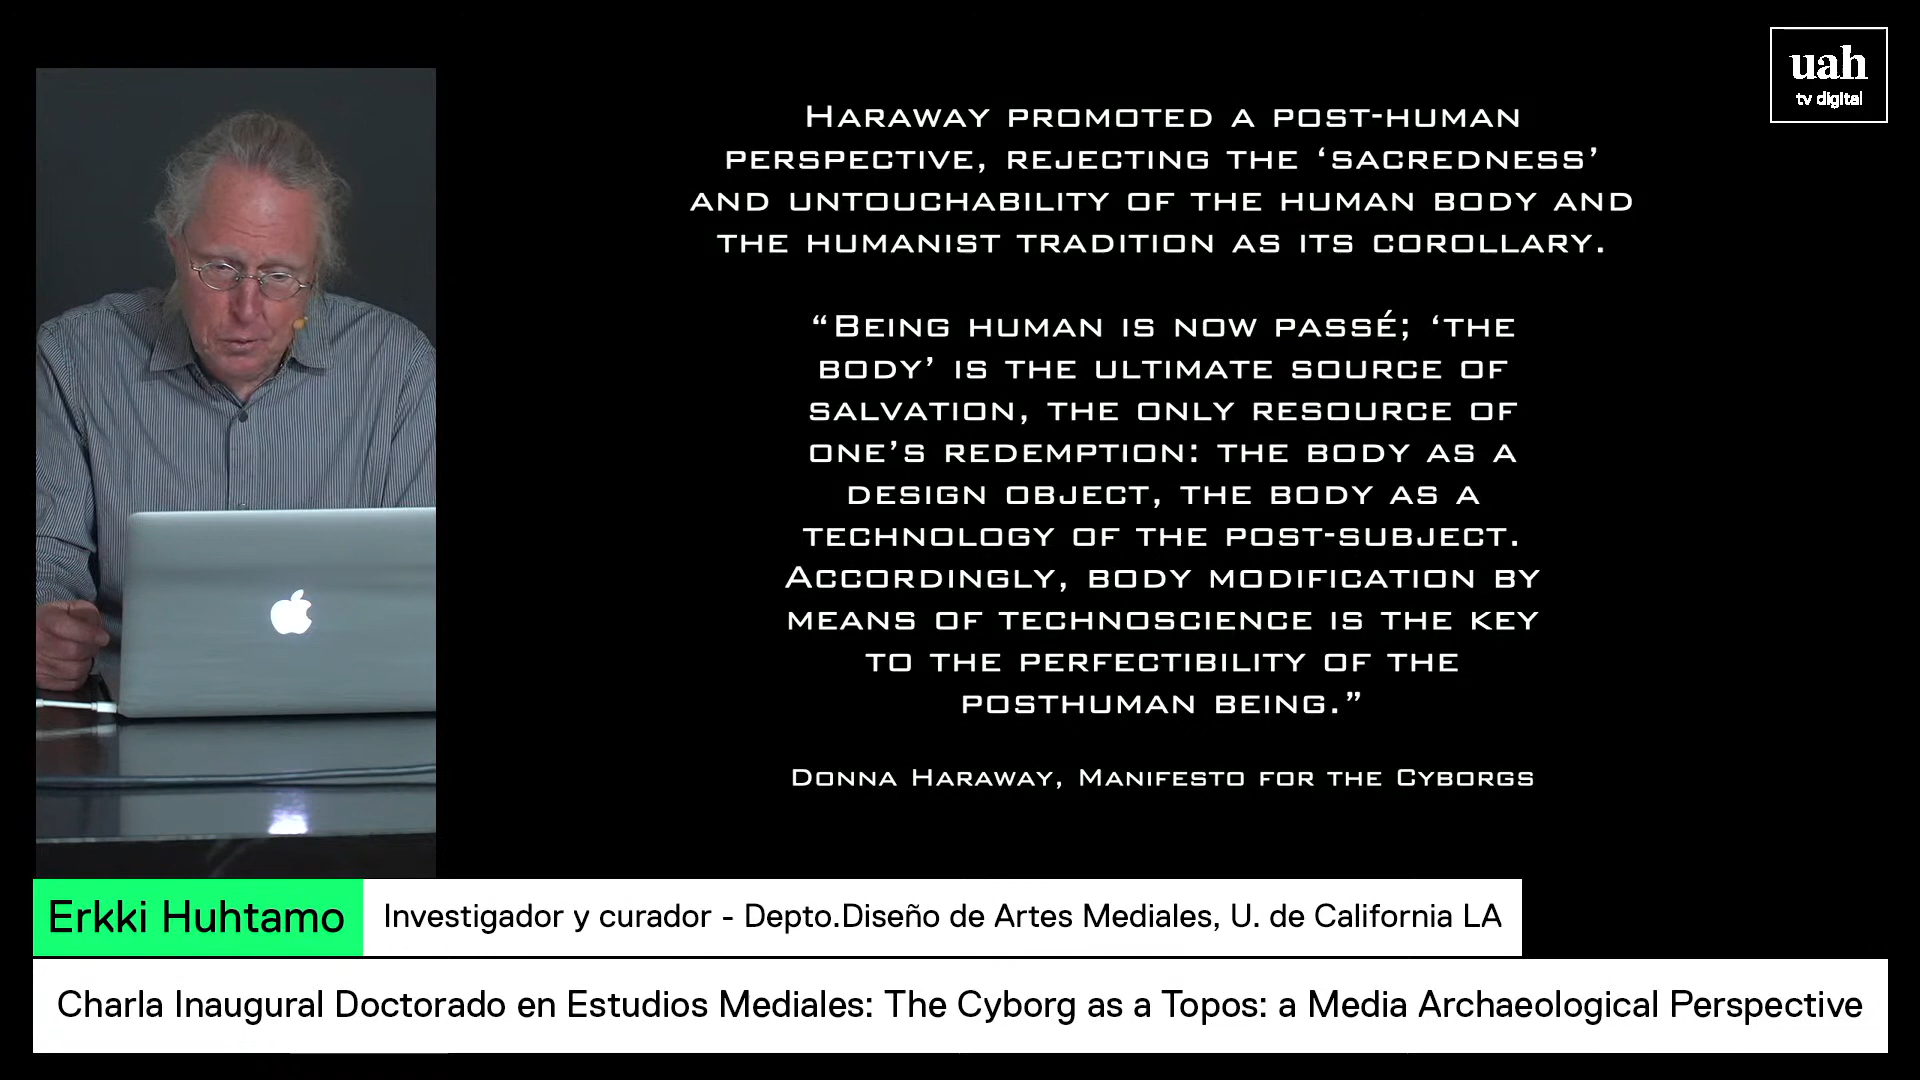 uah
tv digital
Haraway promoted a post-human
perspective, rejecting the ‘sacredness’
and untouchability of the human body and
the humanist tradition as its corollary.
“Being human is now passé; ‘the
body’ is the ultimate source of
salvation, the only resource of
one’s redemption: the body as a
design object, the body as a
technology of the post-subject.
Accordingly, body modification by
means of technoscience is the key
to the perfectibility of the
posthuman being.”
Donna Haraway, Manifesto for the Cyborgs
Erkki Huhtamo
Investigador y curador - Depto.Diseño de Artes Mediales, U. de California LA
Charla Inaugural Doctorado en Estudios Mediales: The Cyborg as a Topos: a Media Archaeological Perspective